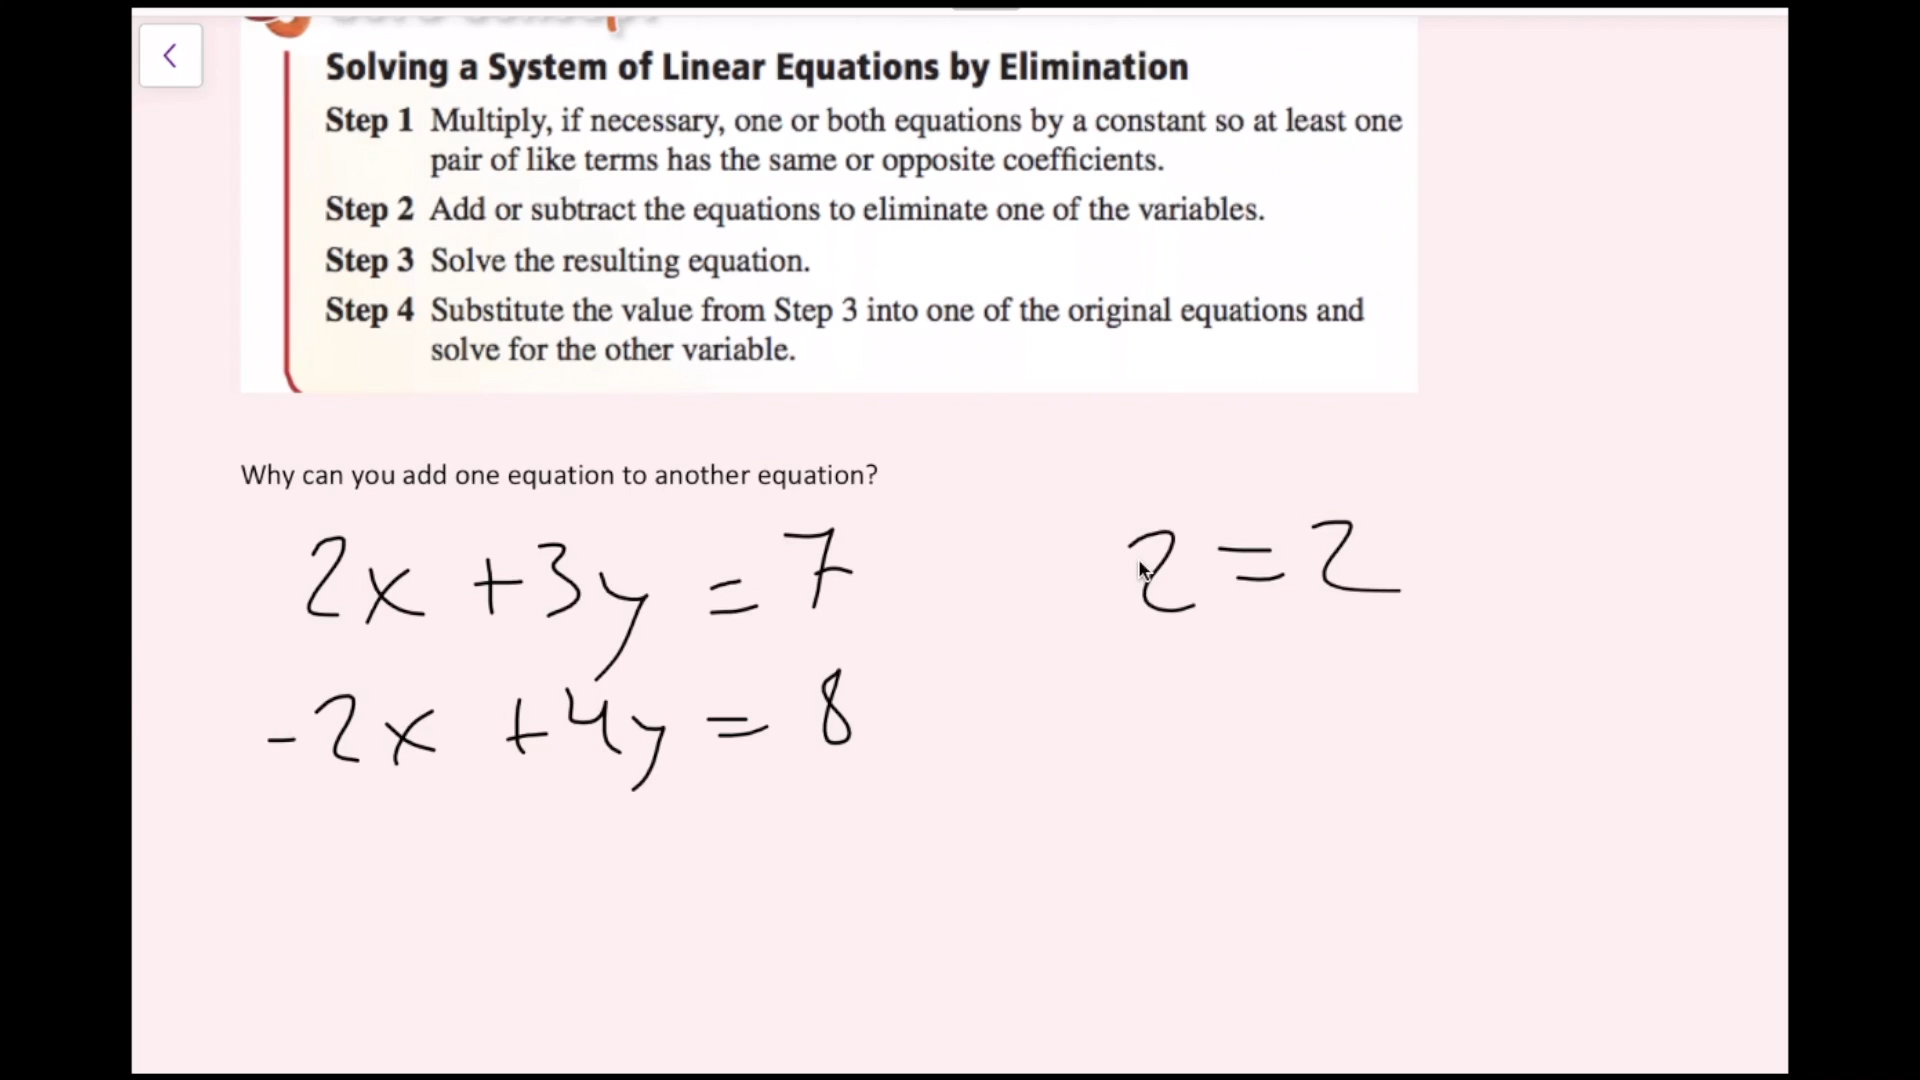 Solving a System of Linear Equations by Elimination
Step 1 Multiply, if necessary, one or both equations by a constant so at least one
pair of like terms has the same or opposite coefficients.
Step 2 Add or subtract the equations to eliminate one of the variables.
Step 3 Solve the resulting equation.
Step 4 Substitute the value from Step 3 into one of the original equations and
solve for the other variable.
Why can you add one equation to another equation?
2x +3y = 7
2=2
-2x +4y = 8